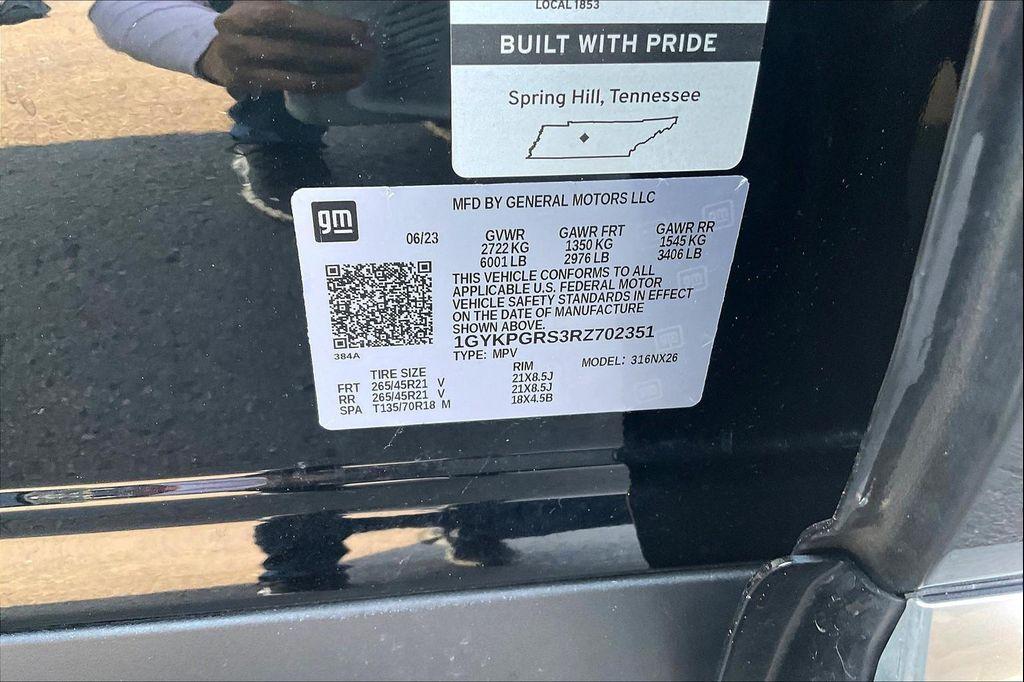 LOCAL 1853
BUILT WITH PRIDE
Spring Hill, Tennessee
gm
MFD BY GENERAL MOTORS LLC
06/23
GVWR GAWR FRT GAWR RR
2722 KG 1350 KG 1545 KG
6001 LB 2976 LB 3406 LB
THIS VEHICLE CONFORMS TO ALL
APPLICABLE U.S. FEDERAL MOTOR
VEHICLE SAFETY STANDARDS IN EFFECT
ON THE DATE OF MANUFACTURE
SHOWN ABOVE.
1GYKPGRS3RZ702351
384A
TYPE: MPV MODEL: 316NX26
TIRE SIZE RIM
FRT 265/45R21 V 21X8.5J
RR 265/45R21 V 21X8.5J
SPA T135/70R18 M 18X4.5B